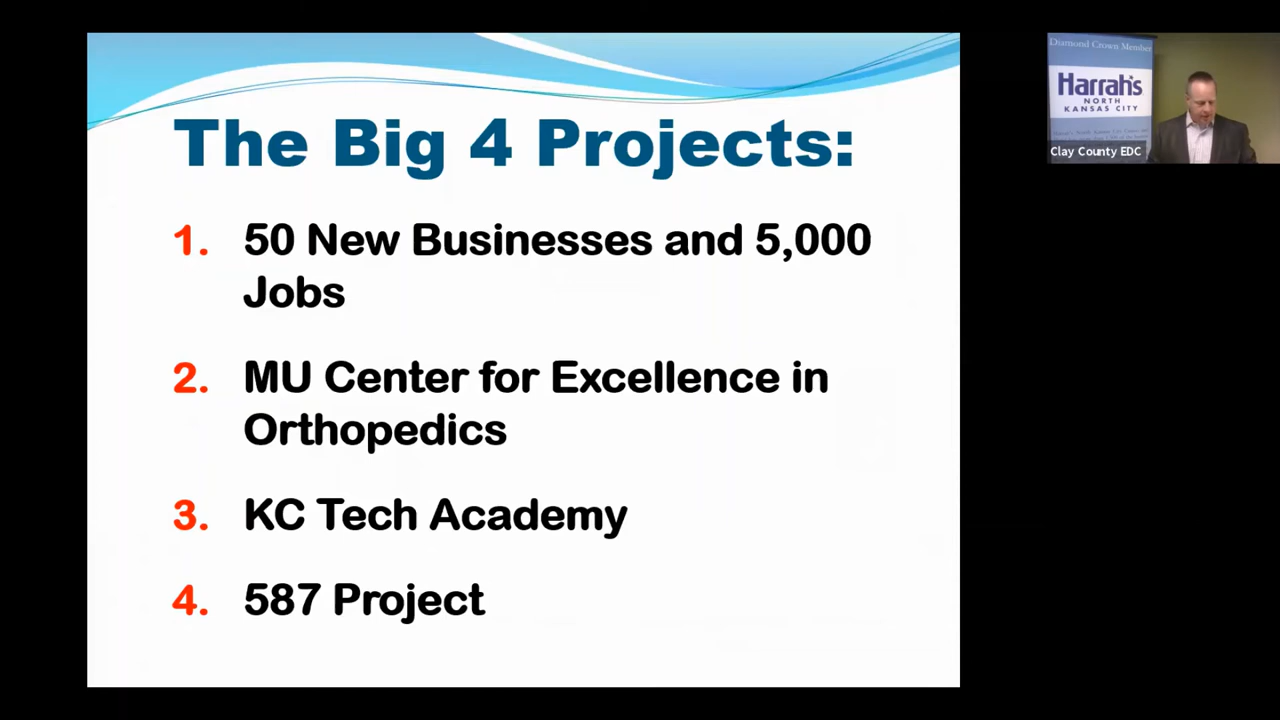 The Big 4 Projects:
1. 50 New Businesses and 5,000
Jobs
2. MU Center for Excellence in
Orthopedics
3. KC Tech Academy
4. 587 Project
Diamond Crown Member
Harrah's
NORTH
KANSAS CITY
Clay County EDC